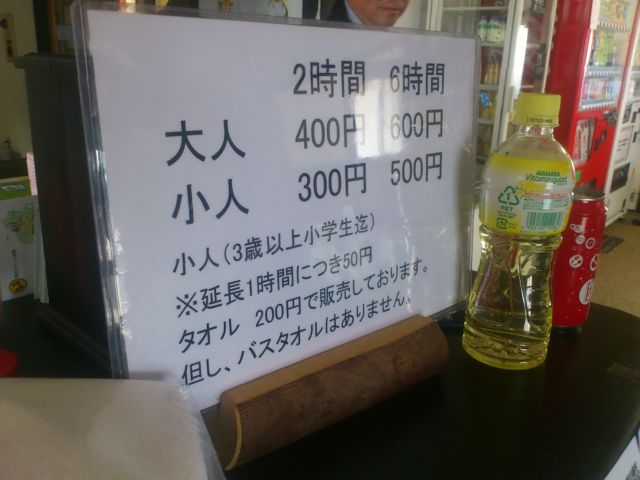 2時間 6時間
大人 400円 600円
小人 300円 500円
小人(3歳以上小学生迄)
※延長1時間につき50円
タオル 200円で販売しております。
但し、バスタオルはありません。
AQUARIUS
Vitamin guard
PET